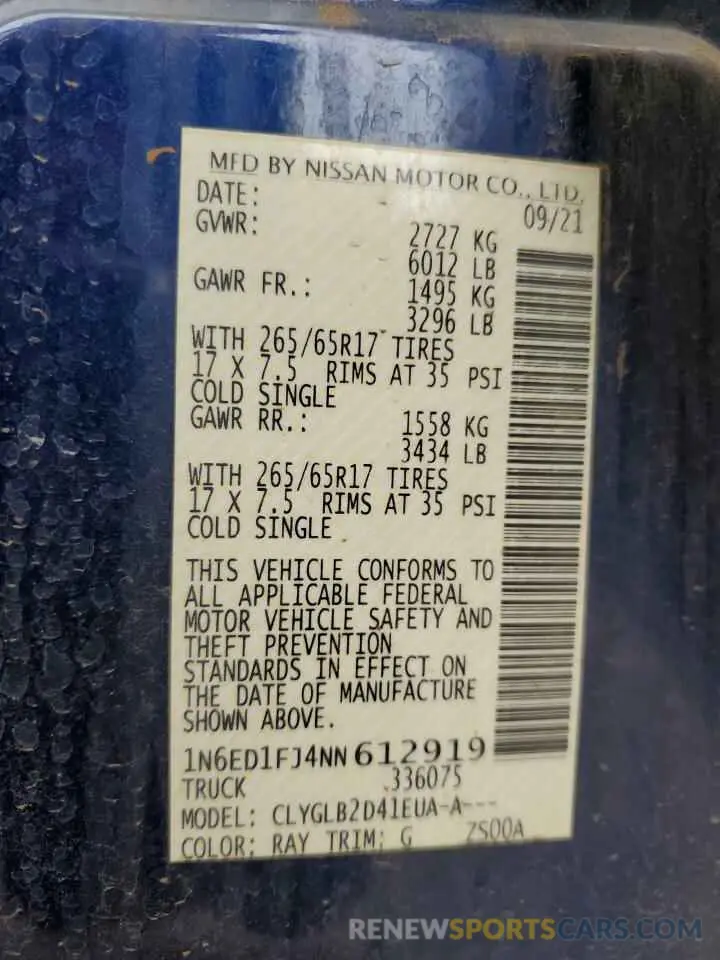 MFD BY NISSAN MOTOR CO., LTD.
DATE: 09/21
GVWR: 2727 KG
6012 LB
GAWR FR.: 1495 KG
3296 LB
WITH 265/65R17 TIRES
17 X 7.5 RIMS AT 35 PSI
COLD SINGLE
GAWR RR.: 1558 KG
3434 LB
WITH 265/65R17 TIRES
17 X 7.5 RIMS AT 35 PSI
COLD SINGLE
THIS VEHICLE CONFORMS TO
ALL APPLICABLE FEDERAL
MOTOR VEHICLE SAFETY AND
THEFT PREVENTION
STANDARDS IN EFFECT ON
THE DATE OF MANUFACTURE
SHOWN ABOVE.
1N6ED1FJ4NN612919
TRUCK 336075
MODEL: CLYGLB2D41EUA-A---
COLOR: RAY TRIM: G ZS00A
RENEWSPORTSCARS.COM